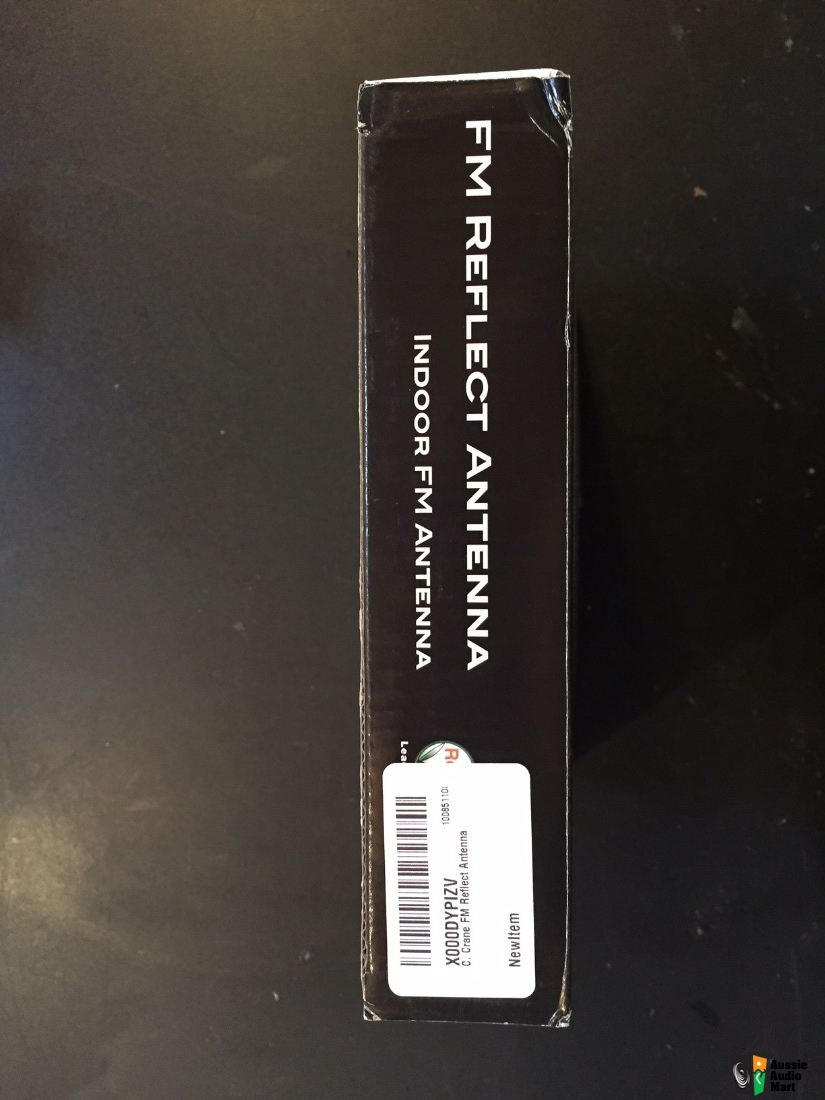 FM REFLECT ANTENNA
INDOOR FM ANTENNA
X000DYPIZV
C. Crane FM Reflect Antenna
NewItem
Aussie
Audio
Mart